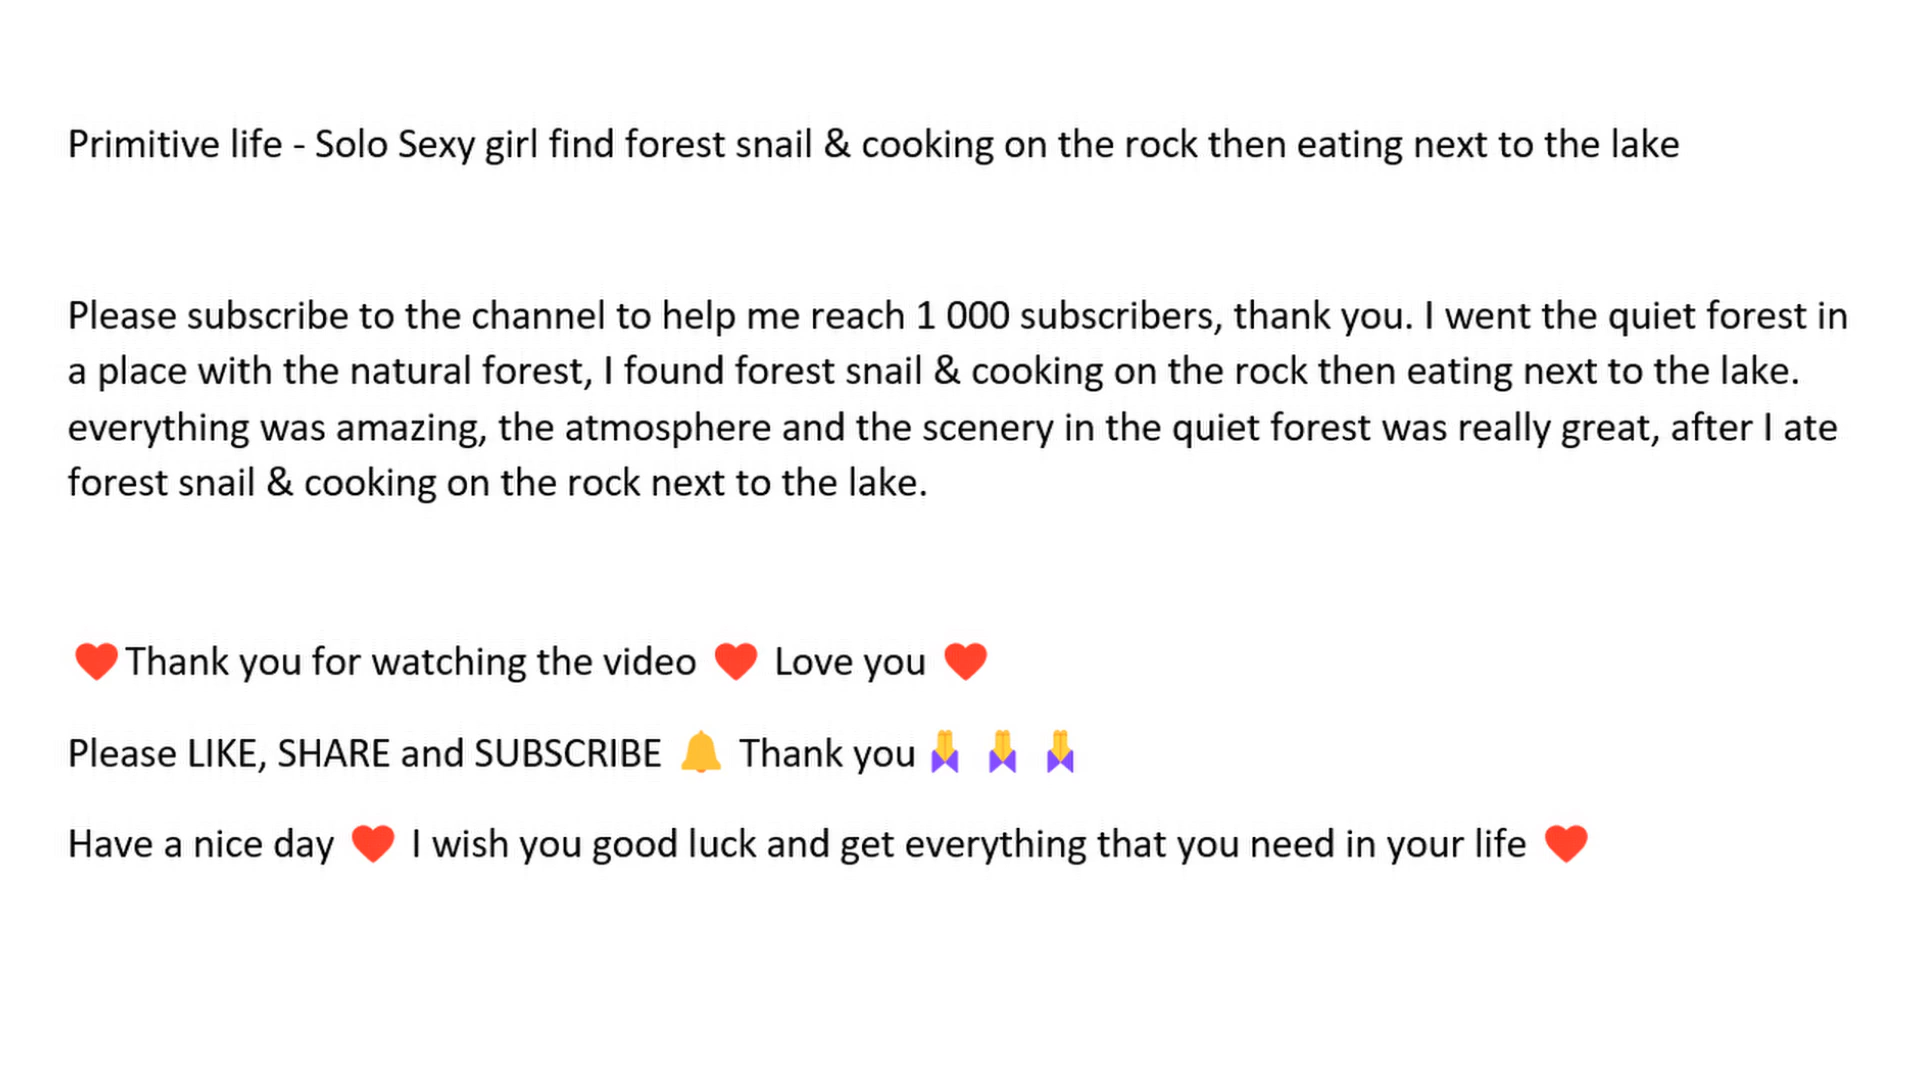 Primitive life - Solo Sexy girl find forest snail & cooking on the rock then eating next to the lake
Please subscribe to the channel to help me reach 1 000 subscribers, thank you. I went the quiet forest in
a place with the natural forest, I found forest snail & cooking on the rock then eating next to the lake.
everything was amazing, the atmosphere and the scenery in the quiet forest was really great, after I ate
forest snail & cooking on the rock next to the lake.
❤️Thank you for watching the video ❤️ Love you ❤️
Please LIKE, SHARE and SUBSCRIBE 🔔 Thank you🙏 🙏 🙏
Have a nice day ❤️ I wish you good luck and get everything that you need in your life ❤️